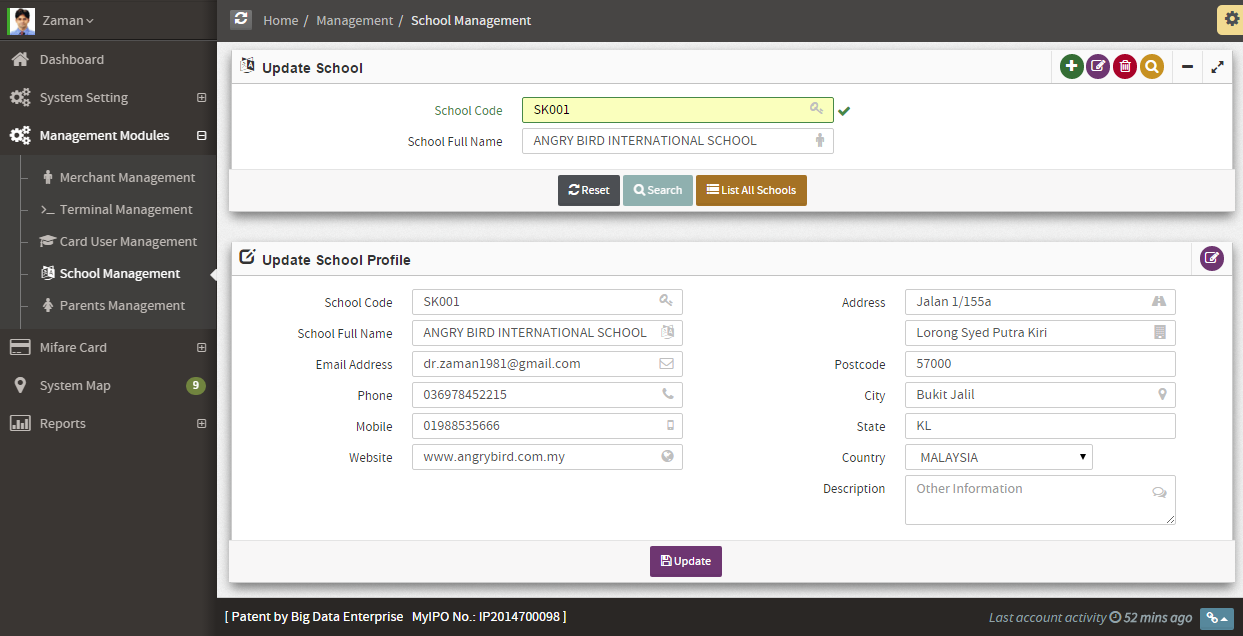 Zaman
Home / Management / School Management
Dashboard
System Setting
Management Modules
Merchant Management
Terminal Management
Card User Management
School Management
Parents Management
Mifare Card
System Map 9
Reports
Update School
School Code SK001
School Full Name ANGRY BIRD INTERNATIONAL SCHOOL
Reset Search List All Schools
Update School Profile
School Code SK001
School Full Name ANGRY BIRD INTERNATIONAL SCHOOL
Email Address dr.zaman1981@gmail.com
Phone 036978452215
Mobile 01988535666
Website www.angrybird.com.my
Address Jalan 1/155a
Lorong Syed Putra Kiri
Postcode 57000
City Bukit Jalil
State KL
Country MALAYSIA
Description Other Information
Update
[ Patent by Big Data Enterprise MyIPO No.: IP2014700098 ]
Last account activity 52 mins ago